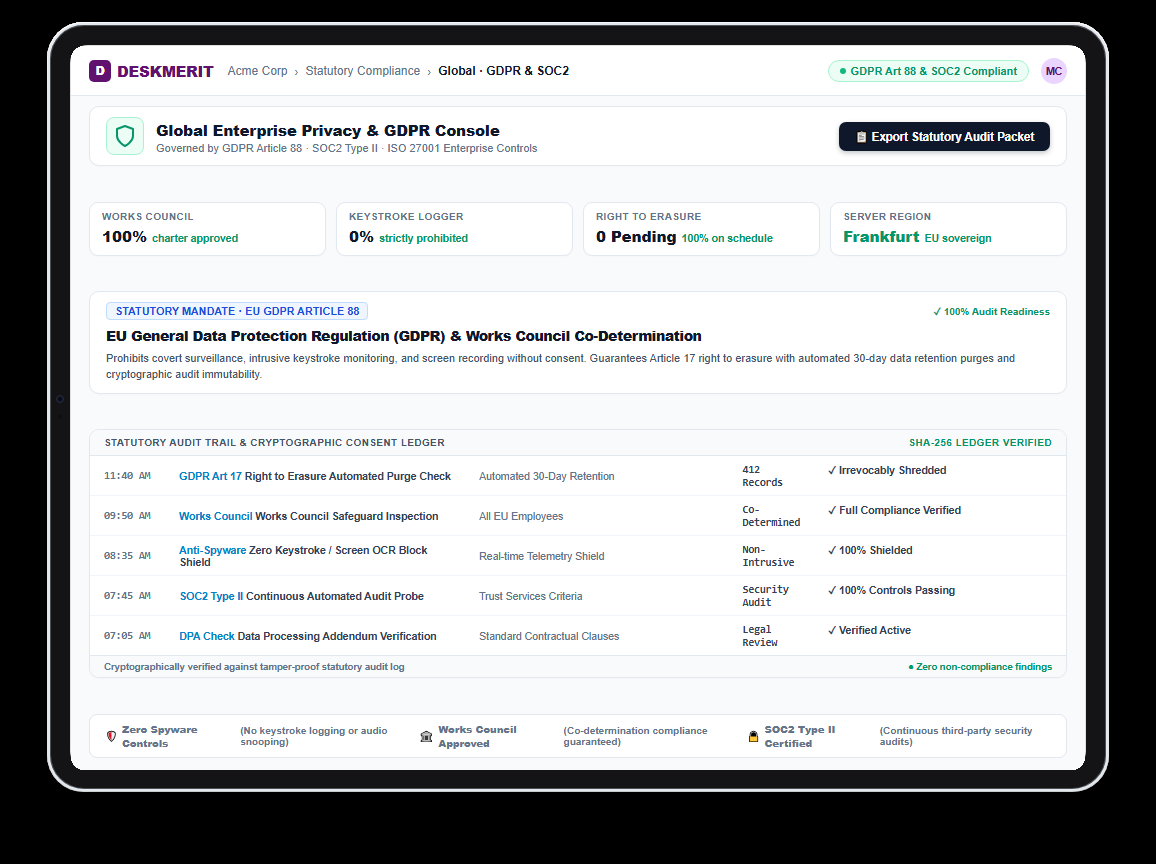 D DESKMERIT Acme Corp › Statutory Compliance › Global · GDPR & SOC2 ● GDPR Art 88 & SOC2 Compliant MC
Global Enterprise Privacy & GDPR Console
Governed by GDPR Article 88 · SOC2 Type II · ISO 27001 Enterprise Controls
📋 Export Statutory Audit Packet
WORKS COUNCIL
100% charter approved
KEYSTROKE LOGGER
0% strictly prohibited
RIGHT TO ERASURE
0 Pending 100% on schedule
SERVER REGION
Frankfurt EU sovereign
STATUTORY MANDATE · EU GDPR ARTICLE 88 ✓ 100% Audit Readiness
EU General Data Protection Regulation (GDPR) & Works Council Co-Determination
Prohibits covert surveillance, intrusive keystroke monitoring, and screen recording without consent. Guarantees Article 17 right to erasure with automated 30-day data retention purges and
cryptographic audit immutability.
STATUTORY AUDIT TRAIL & CRYPTOGRAPHIC CONSENT LEDGER SHA-256 LEDGER VERIFIED
11:40 AM GDPR Art 17 Right to Erasure Automated Purge Check Automated 30-Day Retention 412
Records ✓ Irrevocably Shredded
09:50 AM Works Council Works Council Safeguard Inspection All EU Employees Co-
Determined ✓ Full Compliance Verified
08:35 AM Anti-Spyware Zero Keystroke / Screen OCR Block
Shield Real-time Telemetry Shield Non-
Intrusive ✓ 100% Shielded
07:45 AM SOC2 Type II Continuous Automated Audit Probe Trust Services Criteria Security
Audit ✓ 100% Controls Passing
07:05 AM DPA Check Data Processing Addendum Verification Standard Contractual Clauses Legal
Review ✓ Verified Active
Cryptographically verified against tamper-proof statutory audit log ● Zero non-compliance findings
Zero Spyware
Controls
(No keystroke logging or audio
snooping)
Works Council
Approved
(Co-determination compliance
guaranteed)
SOC2 Type II
Certified
(Continuous third-party security
audits)